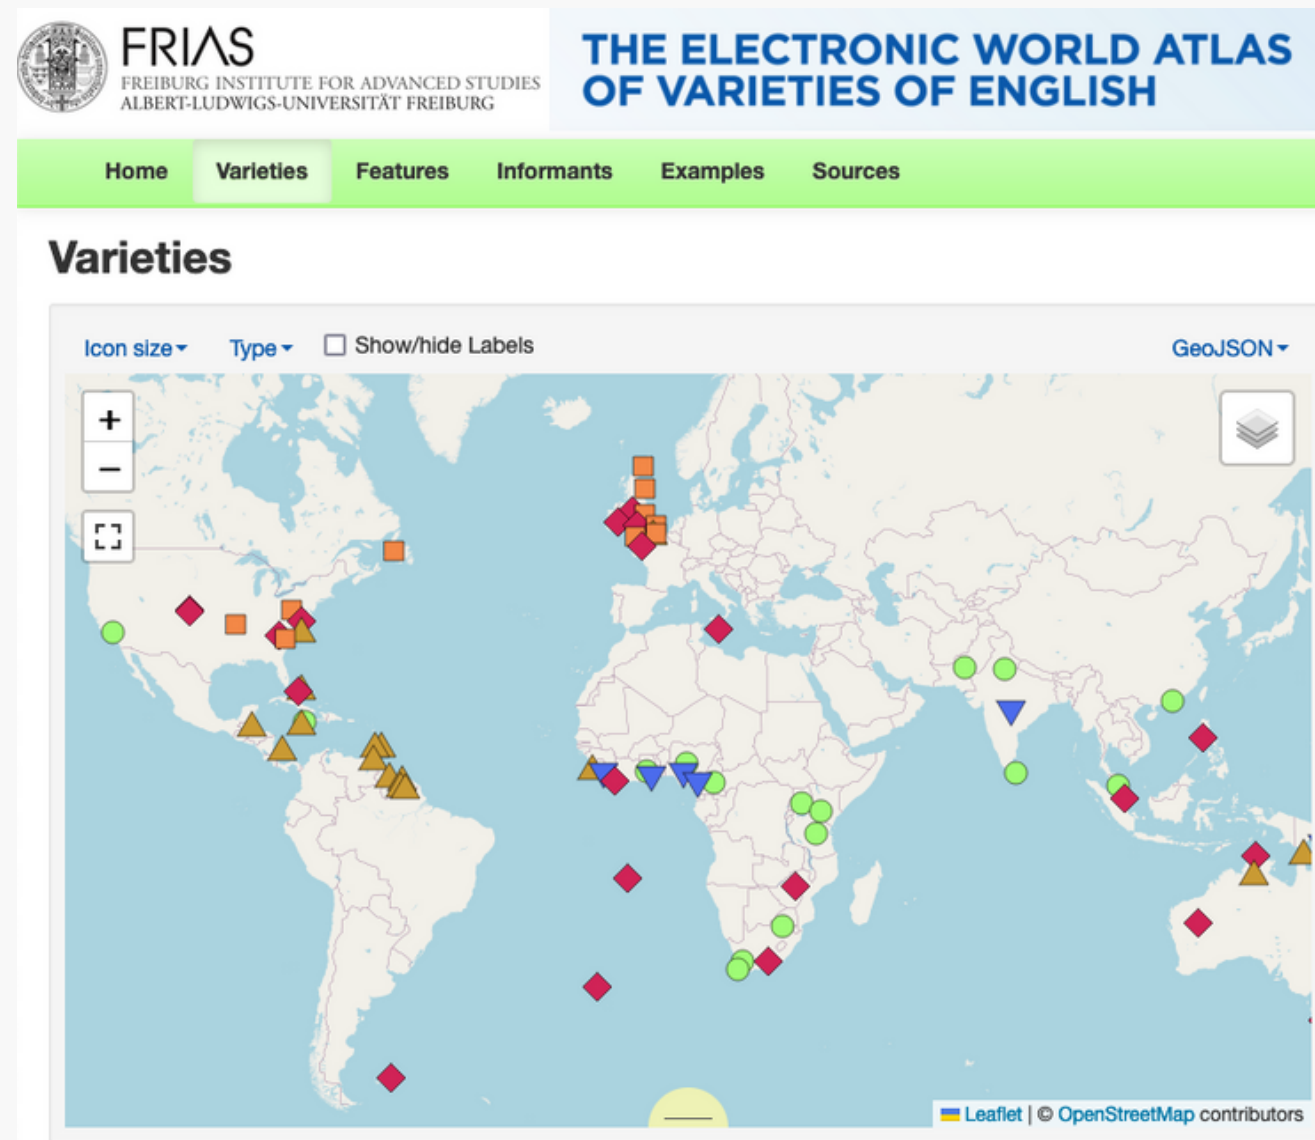 FRIAS
FREIBURG INSTITUTE FOR ADVANCED STUDIES
ALBERT-LUDWIGS-UNIVERSITÄT FREIBURG
THE ELECTRONIC WORLD ATLAS
OF VARIETIES OF ENGLISH
Home Varieties Features Informants Examples Sources
Varieties
Icon size Type Show/hide Labels GeoJSON
+
−
Leaflet | © OpenStreetMap contributors